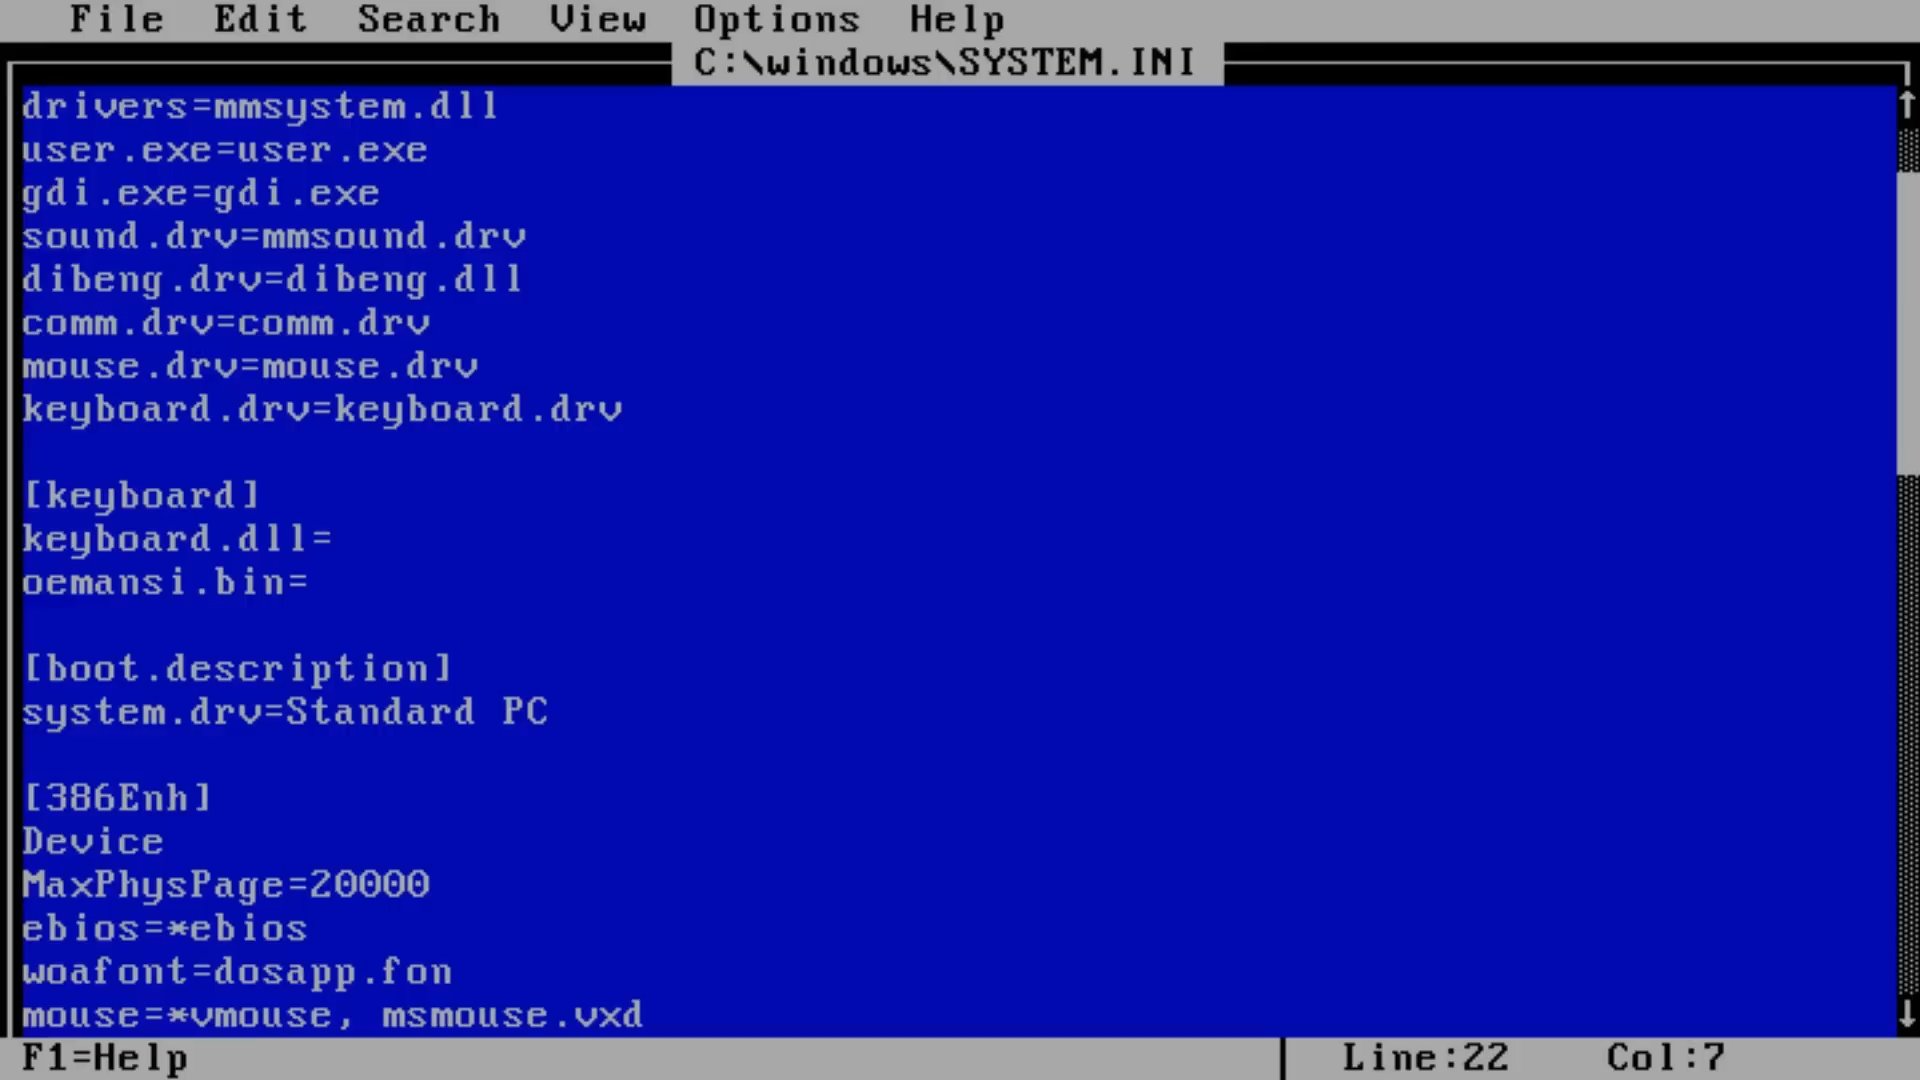 File Edit Search View Options Help
C:\windows\SYSTEM.INI
drivers=mmsystem.dll
user.exe=user.exe
gdi.exe=gdi.exe
sound.drv=mmsound.drv
dibeng.drv=dibeng.dll
comm.drv=comm.drv
mouse.drv=mouse.drv
keyboard.drv=keyboard.drv
[keyboard]
keyboard.dll=
oemansi.bin=
[boot.description]
system.drv=Standard PC
[386Enh]
Device
MaxPhysPage=20000
ebios=*ebios
woafont=dosapp.fon
mouse=*vmouse, msmouse.vxd
F1=Help Line:22 Col:7